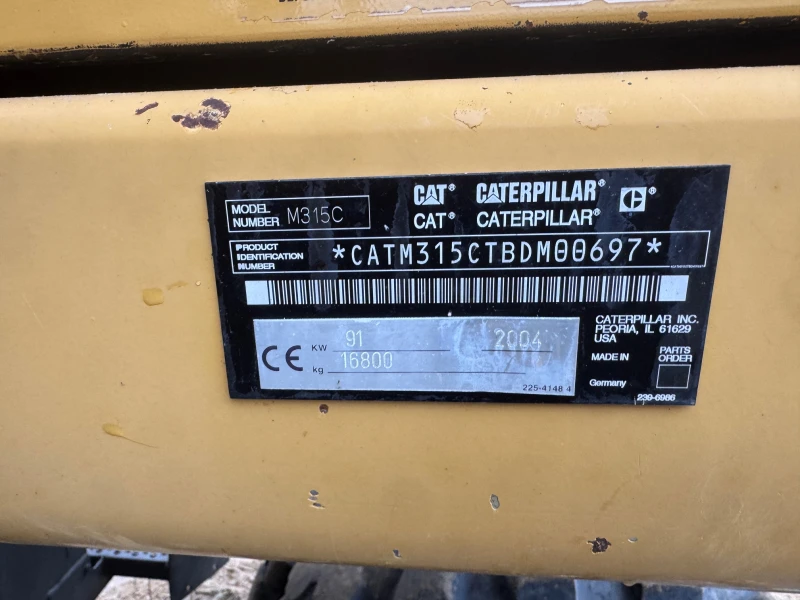 CAT® CATERPILLAR® ®
CAT® CATERPILLAR®
MODEL NUMBER M315C
PRODUCT IDENTIFICATION NUMBER *CATM315CTBDM00697*
CATERPILLAR INC.
PEORIA, IL 61629
USA
MADE IN Germany
PARTS ORDER
CE
KW 91 2004
kg 16800
225-4148 4
239-6986